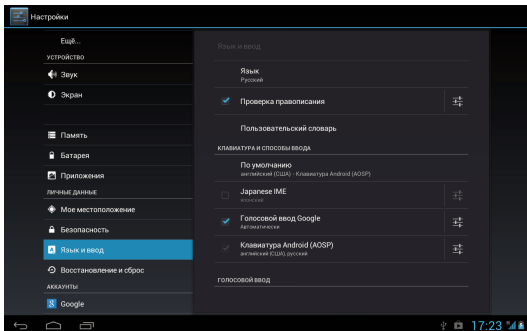 Настройки
Ещё...
УСТРОЙСТВО
Звук
Экран
Память
Батарея
Приложения
ЛИЧНЫЕ ДАННЫЕ
Мое местоположение
Безопасность
Язык и ввод
Восстановление и сброс
АККАУНТЫ
Google
Язык и ввод
Язык
Русский
Проверка правописания
Пользовательский словарь
КЛАВИАТУРА И СПОСОБЫ ВВОДА
По умолчанию
английский (США) - Клавиатура Android (AOSP)
Japanese IME
японский
Голосовой ввод Google
Автоматически
Клавиатура Android (AOSP)
английский (США), русский
ГОЛОСОВОЙ ВВОД
17:23